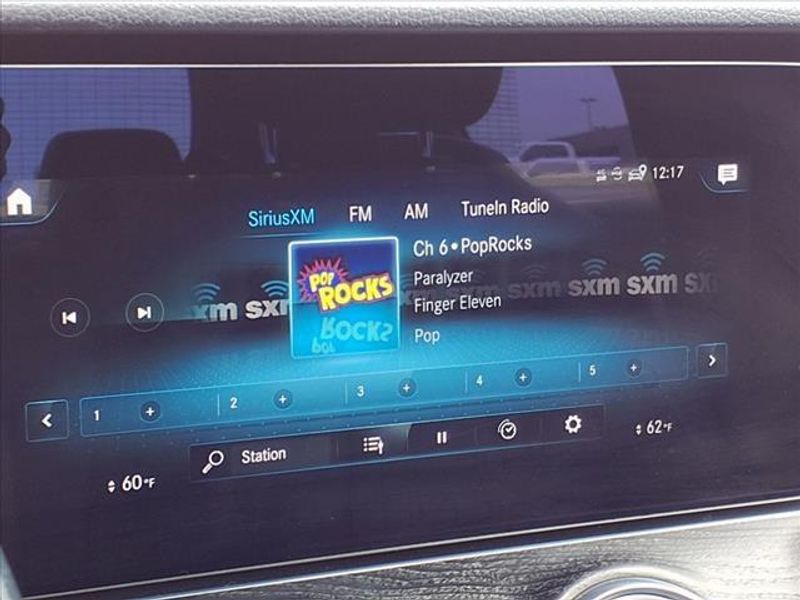 12:17
SiriusXM FM AM TuneIn Radio
Ch 6•PopRocks
POP ROCKS
Paralyzer
Finger Eleven
Pop
sxm sxm sxm sxm sxm
1 + 2 + 3 + 4 + 5 +
Station
60°F
62°F